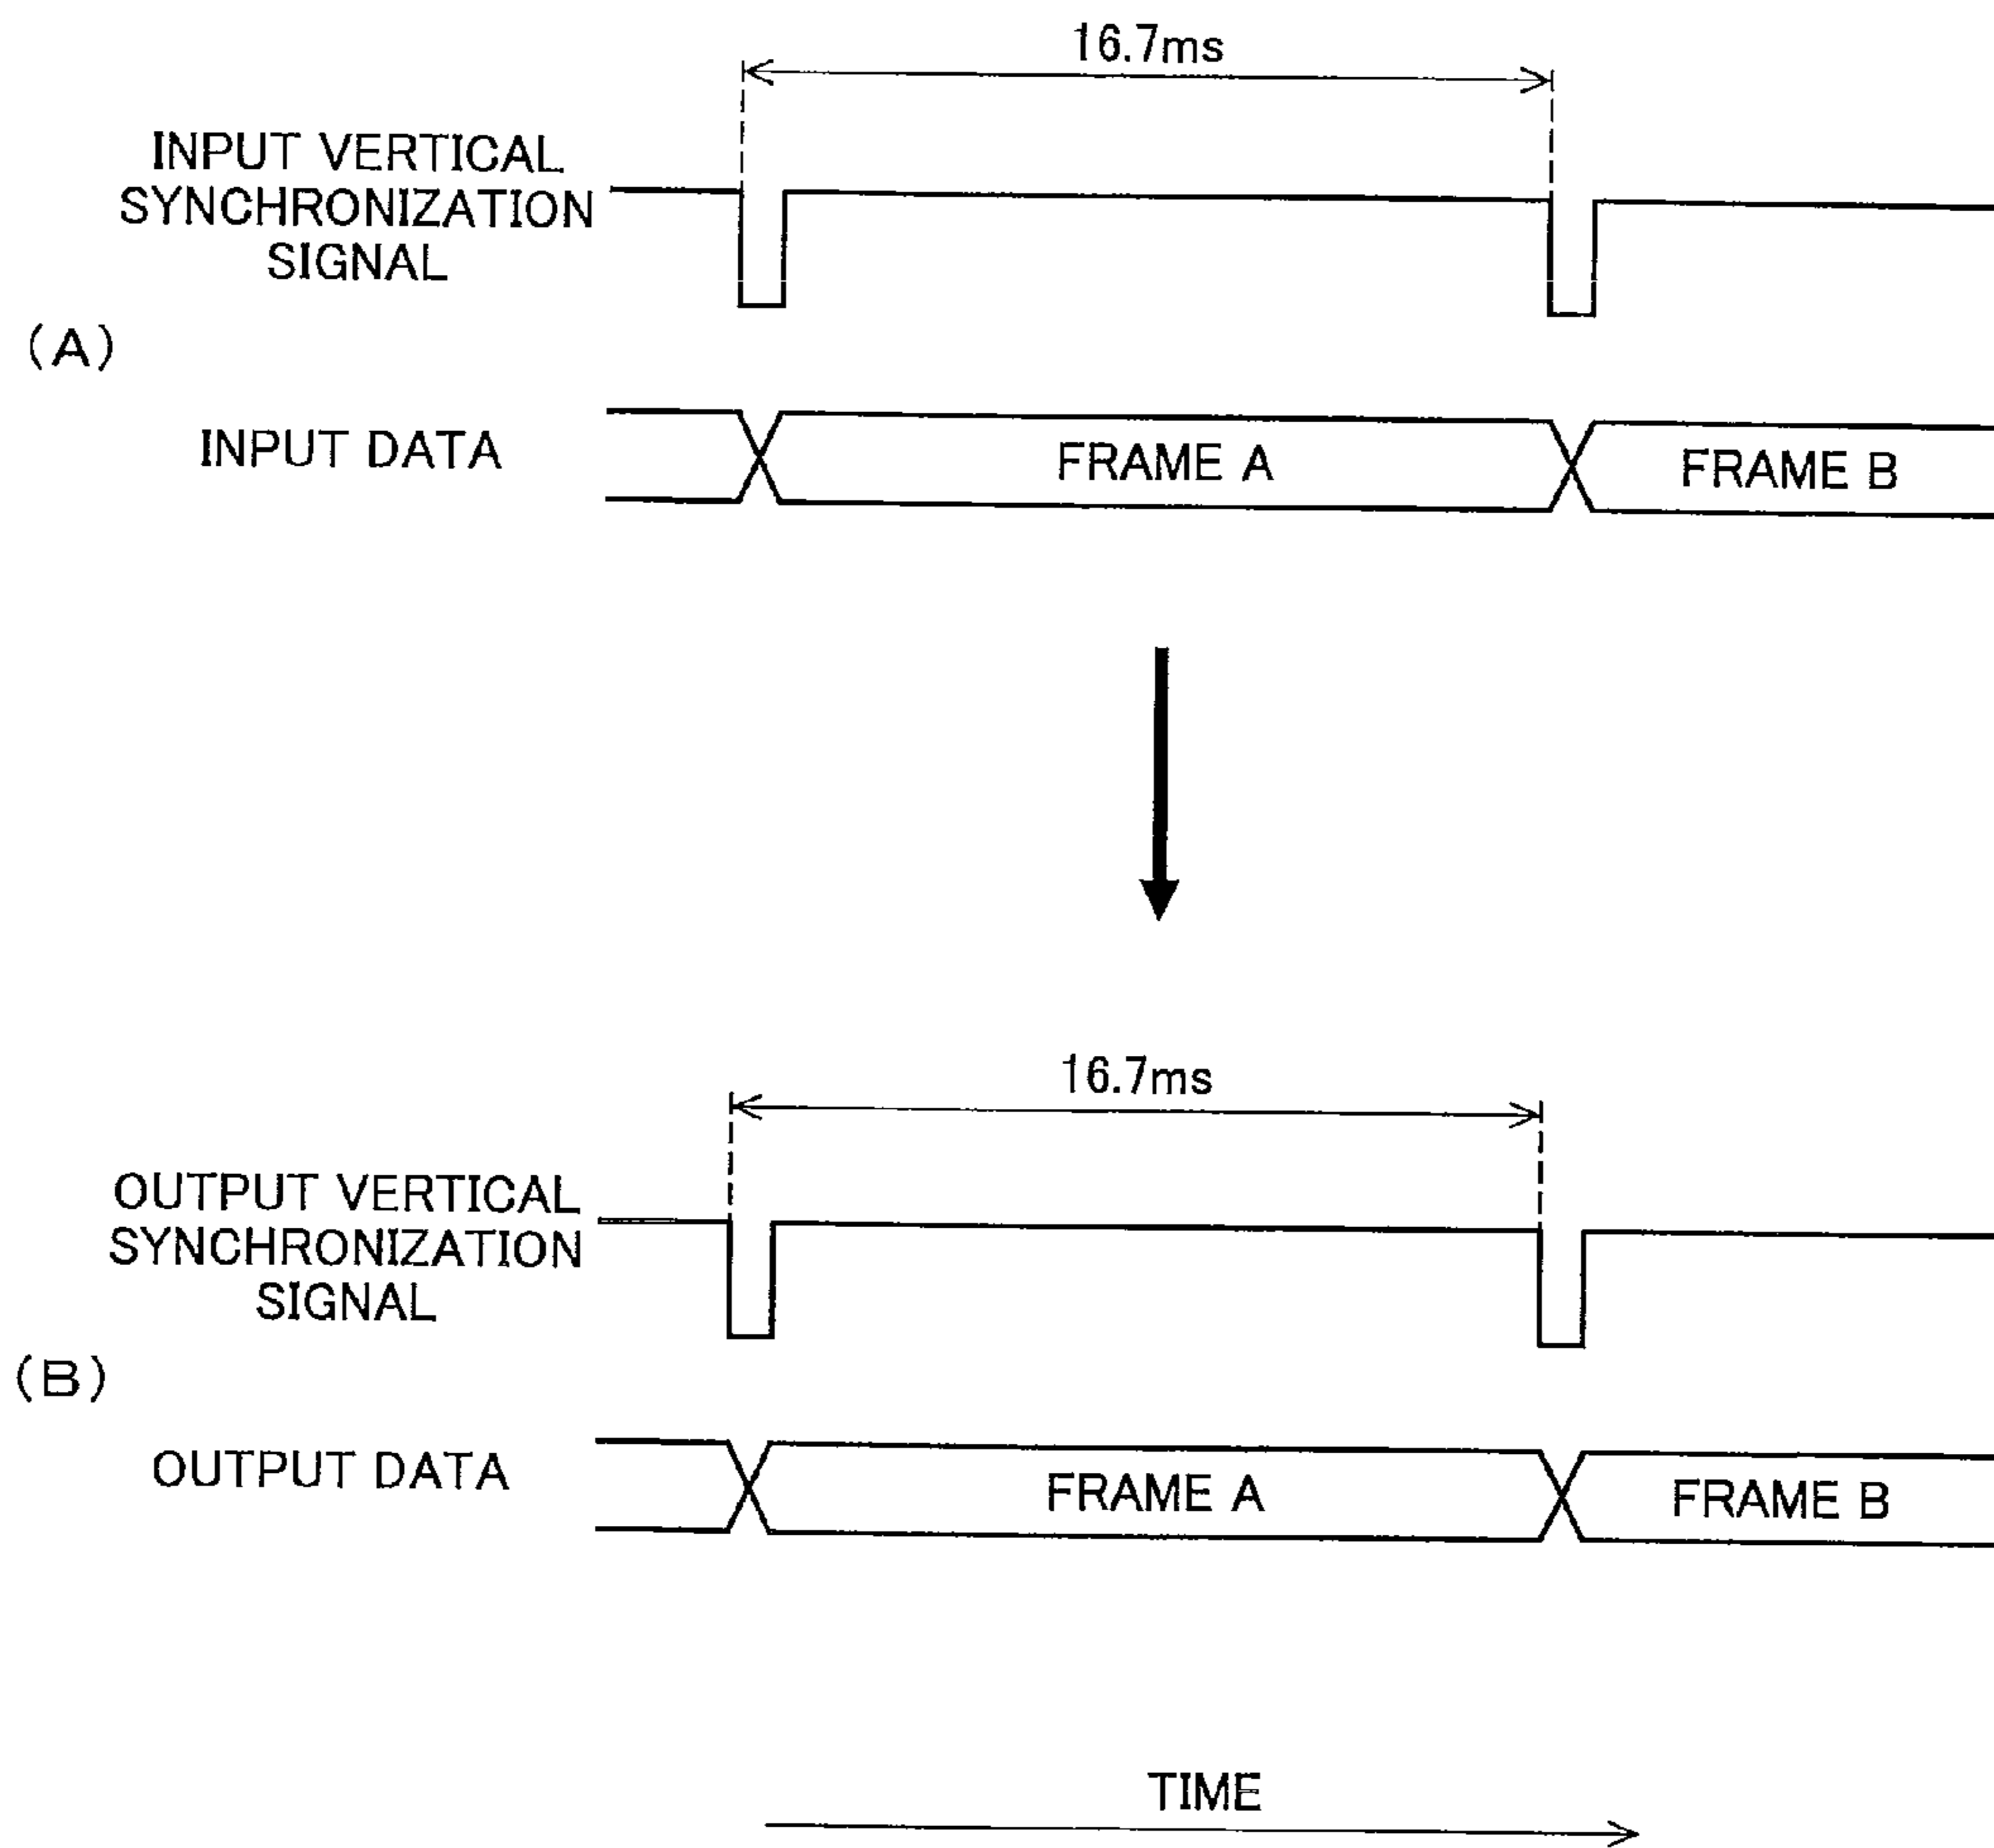 16.7ms
INPUT VERTICAL
SYNCHRONIZATION
SIGNAL
(A)
INPUT DATA
FRAME A
FRAME B
16.7ms
OUTPUT VERTICAL
SYNCHRONIZATION
SIGNAL
(B)
OUTPUT DATA
FRAME A
FRAME B
TIME